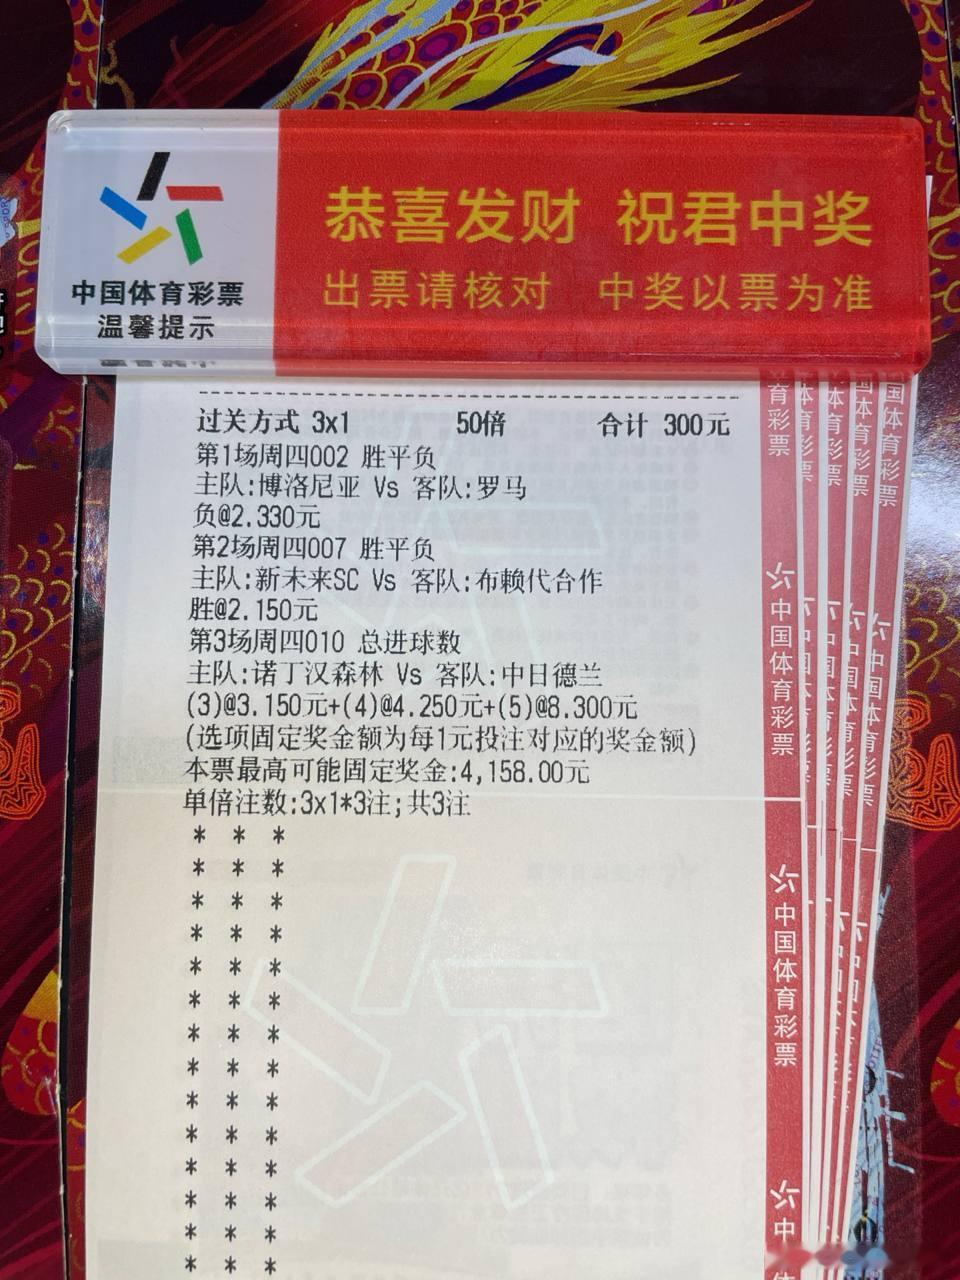 恭喜发财 祝君中奖
出票请核对 中奖以票为准
中国体育彩票
温馨提示
过关方式 3x1 50倍 合计 300元
第1场周四002 胜平负
主队:博洛尼亚 Vs 客队:罗马
负@2.330元
第2场周四007 胜平负
主队:新未来SC Vs 客队:布赖代合作
胜@2.150元
第3场周四010 总进球数
主队:诺丁汉森林 Vs 客队:中日德兰
(3)@3.150元+(4)@4.250元+(5)@8.300元
(选项固定奖金额为每1元投注对应的奖金额)
本票最高可能固定奖金:4,158.00元
单倍注数:3x1*3注;共3注
* * *
* * *
* * *
* * *
* * *
* * *
* * *
* * *
* * *
* * *
* * *
* * *
* * *
* * *
育彩票
中国体育彩票
中国体育彩票
中
国体育彩票